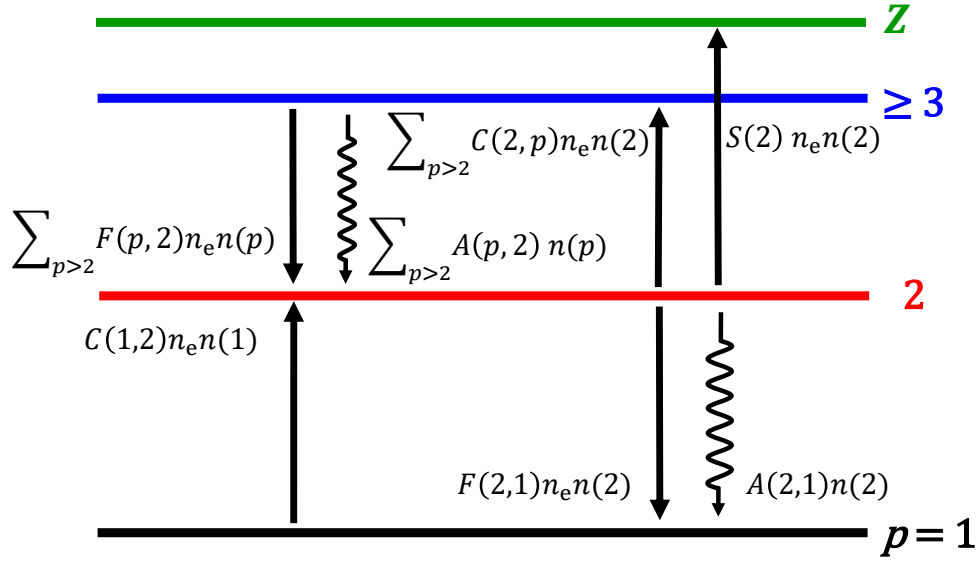 Z
≥ 3
∑p>2 C(2, p)nₑn(2)
S(2) nₑn(2)
∑p>2 F(p, 2)nₑn(p)
∑p>2 A(p, 2) n(p)
2
C(1,2)nₑn(1)
F(2,1)nₑn(2)
A(2,1)n(2)
p = 1